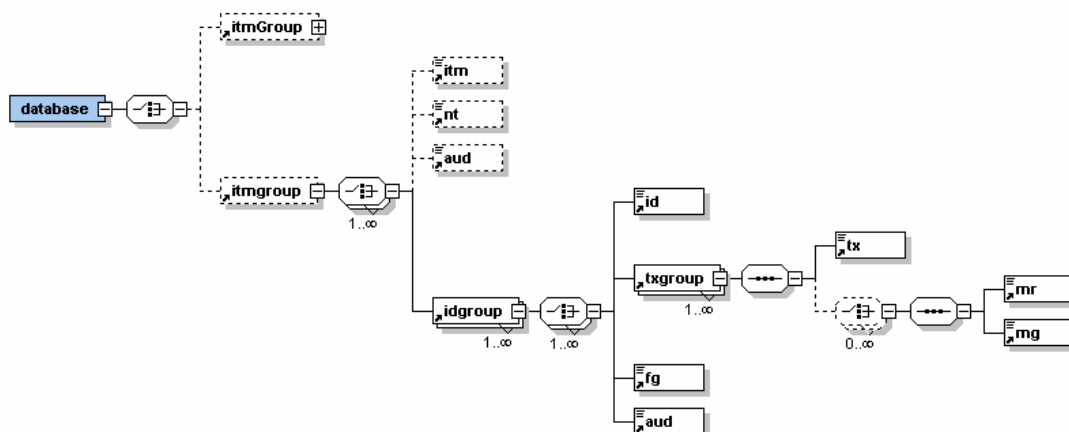 itmGroup
itm
database
nt
aud
itmgroup
id
1..∞
tx
txgroup
mr
idgroup
1..∞
mg
1..∞
1..∞
0..∞
fg
aud